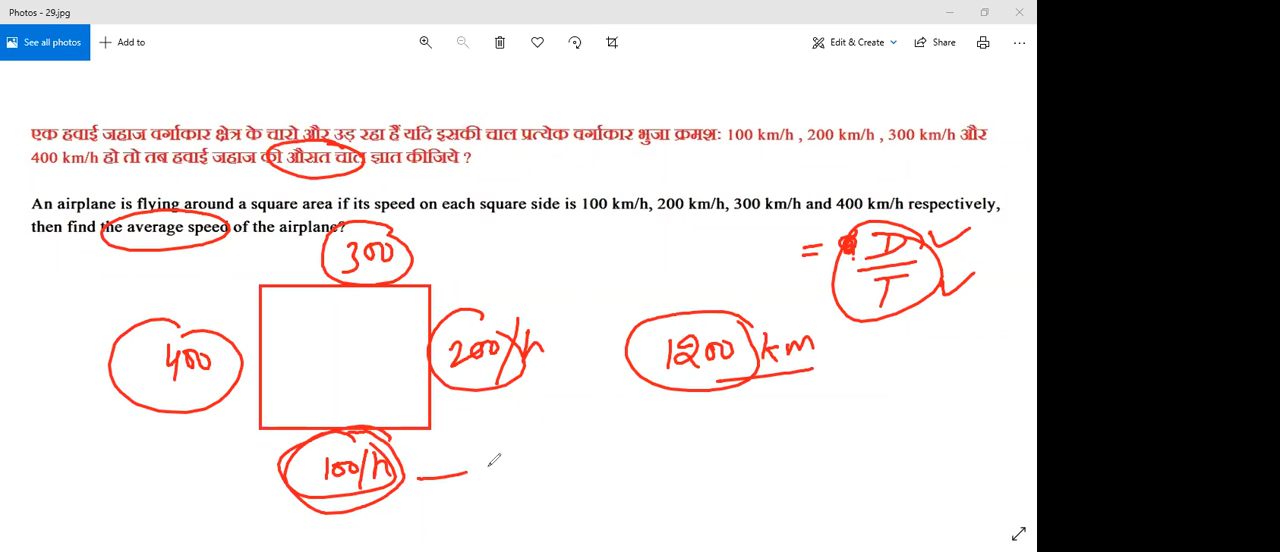 Photos - 29.jpg
See all photos
Add to
Edit & Create
Share
एक हवाई जहाज वर्गाकार क्षेत्र के चारो और उड़ रहा हैं यदि इसकी चाल प्रत्येक वर्गाकार भुजा क्रमश: 100 km/h , 200 km/h , 300 km/h और
400 km/h हो तो तब हवाई जहाज की औसत चाल ज्ञात कीजिये ?
An airplane is flying around a square area if its speed on each square side is 100 km/h, 200 km/h, 300 km/h and 400 km/h respectively,
then find the average speed of the airplane?
300
= D/T
400
200/h
1200 km
100/h